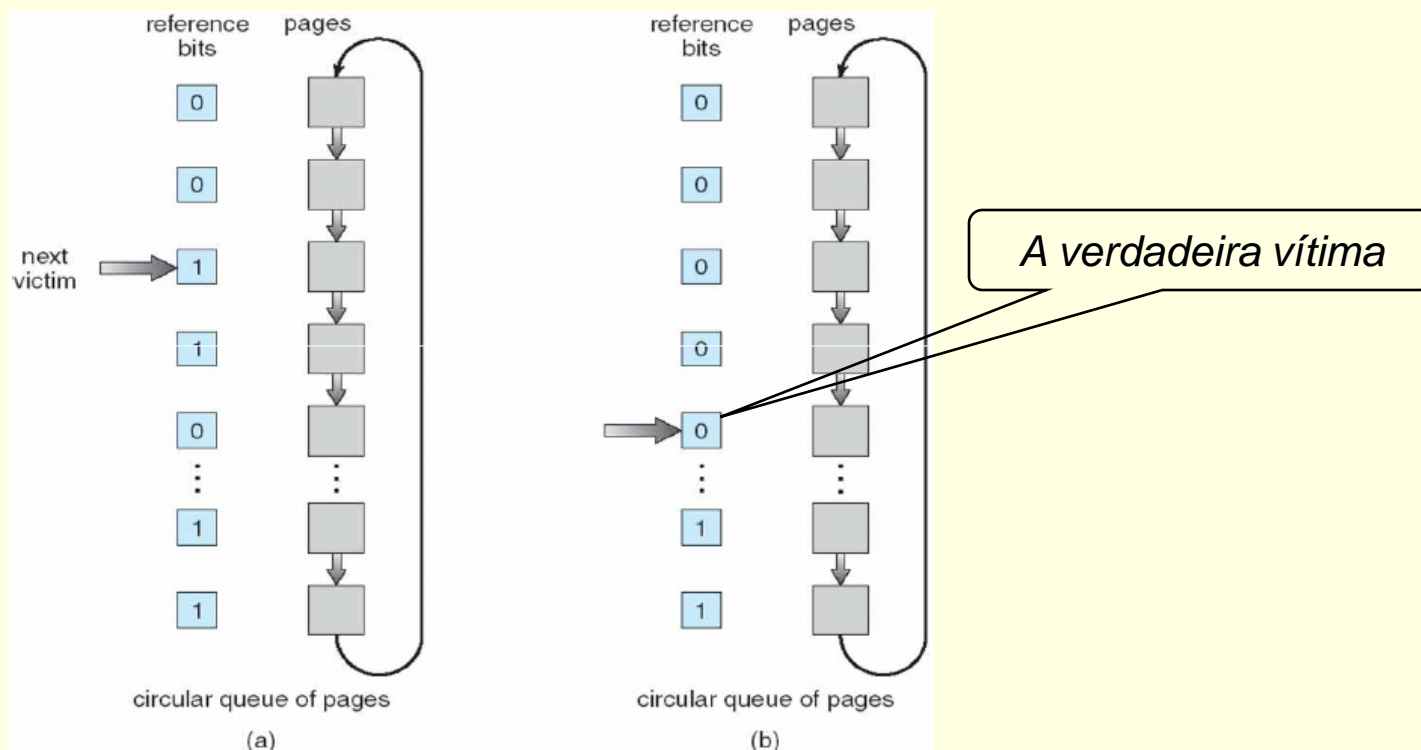 reference pages
bits
0
0
next
victim
1
1
0
1
1
circular queue of pages
(a)
reference pages
bits
0
0
0
0
0
1
1
circular queue of pages
(b)
A verdadeira vítima